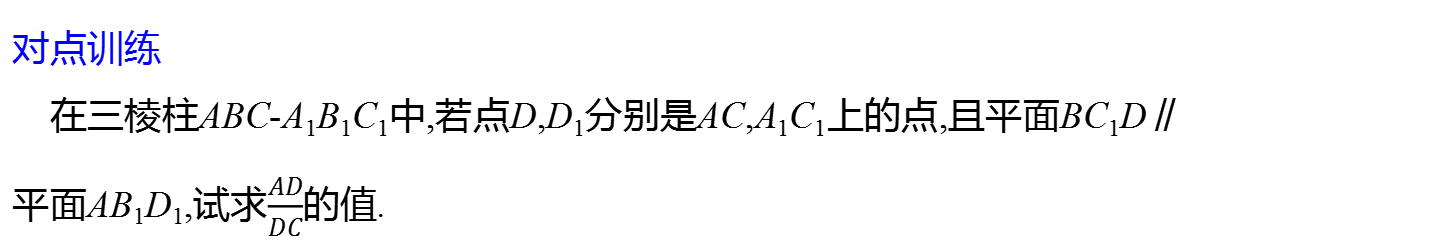 对点训练
在三棱柱ABC-A₁B₁C₁中,若点D,D₁分别是AC,A₁C₁上的点,且平面BC₁D∥
平面AB₁D₁,试求AD/DC的值.